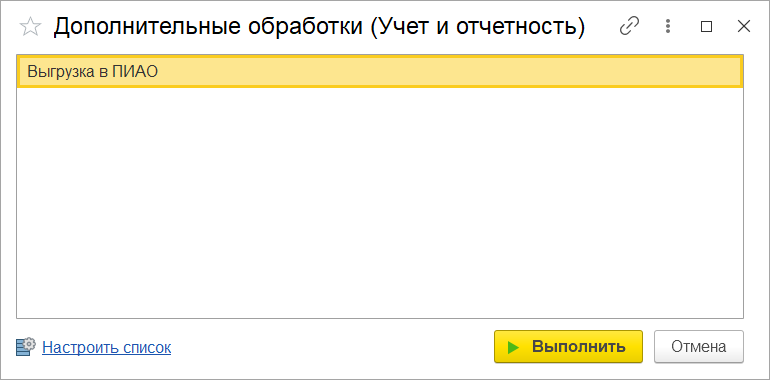 Дополнительные обработки (Учет и отчетность)
Выгрузка в ПИАО
Настроить список
Выполнить
Отмена